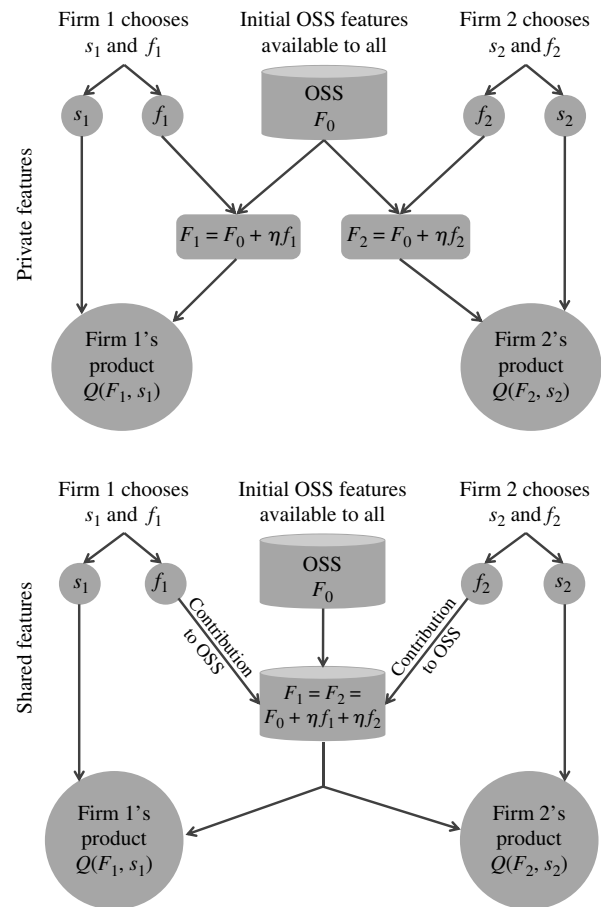 Firm 1 chooses
s₁ and f₁
Initial OSS features
available to all
Firm 2 chooses
s₂ and f₂
s₁
f₁
OSS
F₀
f₂
s₂
Private features
F₁ = F₀ + ηf₁
F₂ = F₀ + ηf₂
Firm 1's
product
Q(F₁, s₁)
Firm 2's
product
Q(F₂, s₂)
Firm 1 chooses
s₁ and f₁
Initial OSS features
available to all
Firm 2 chooses
s₂ and f₂
s₁
f₁
OSS
F₀
f₂
s₂
Contribution
to OSS
Contribution
to OSS
Shared features
F₁ = F₂ =
F₀ + ηf₁ + ηf₂
Firm 1's
product
Q(F₁, s₁)
Firm 2's
product
Q(F₂, s₂)